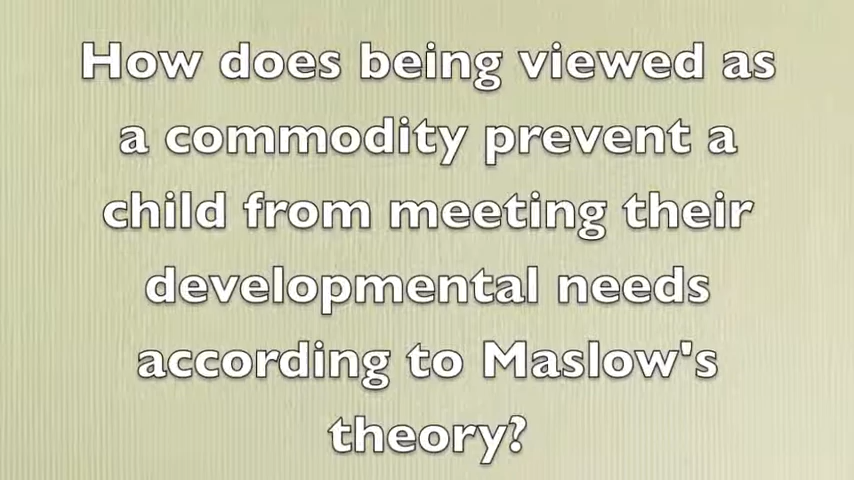 How does being viewed as
a commodity prevent a
child from meeting their
developmental needs
according to Maslow's
theory?